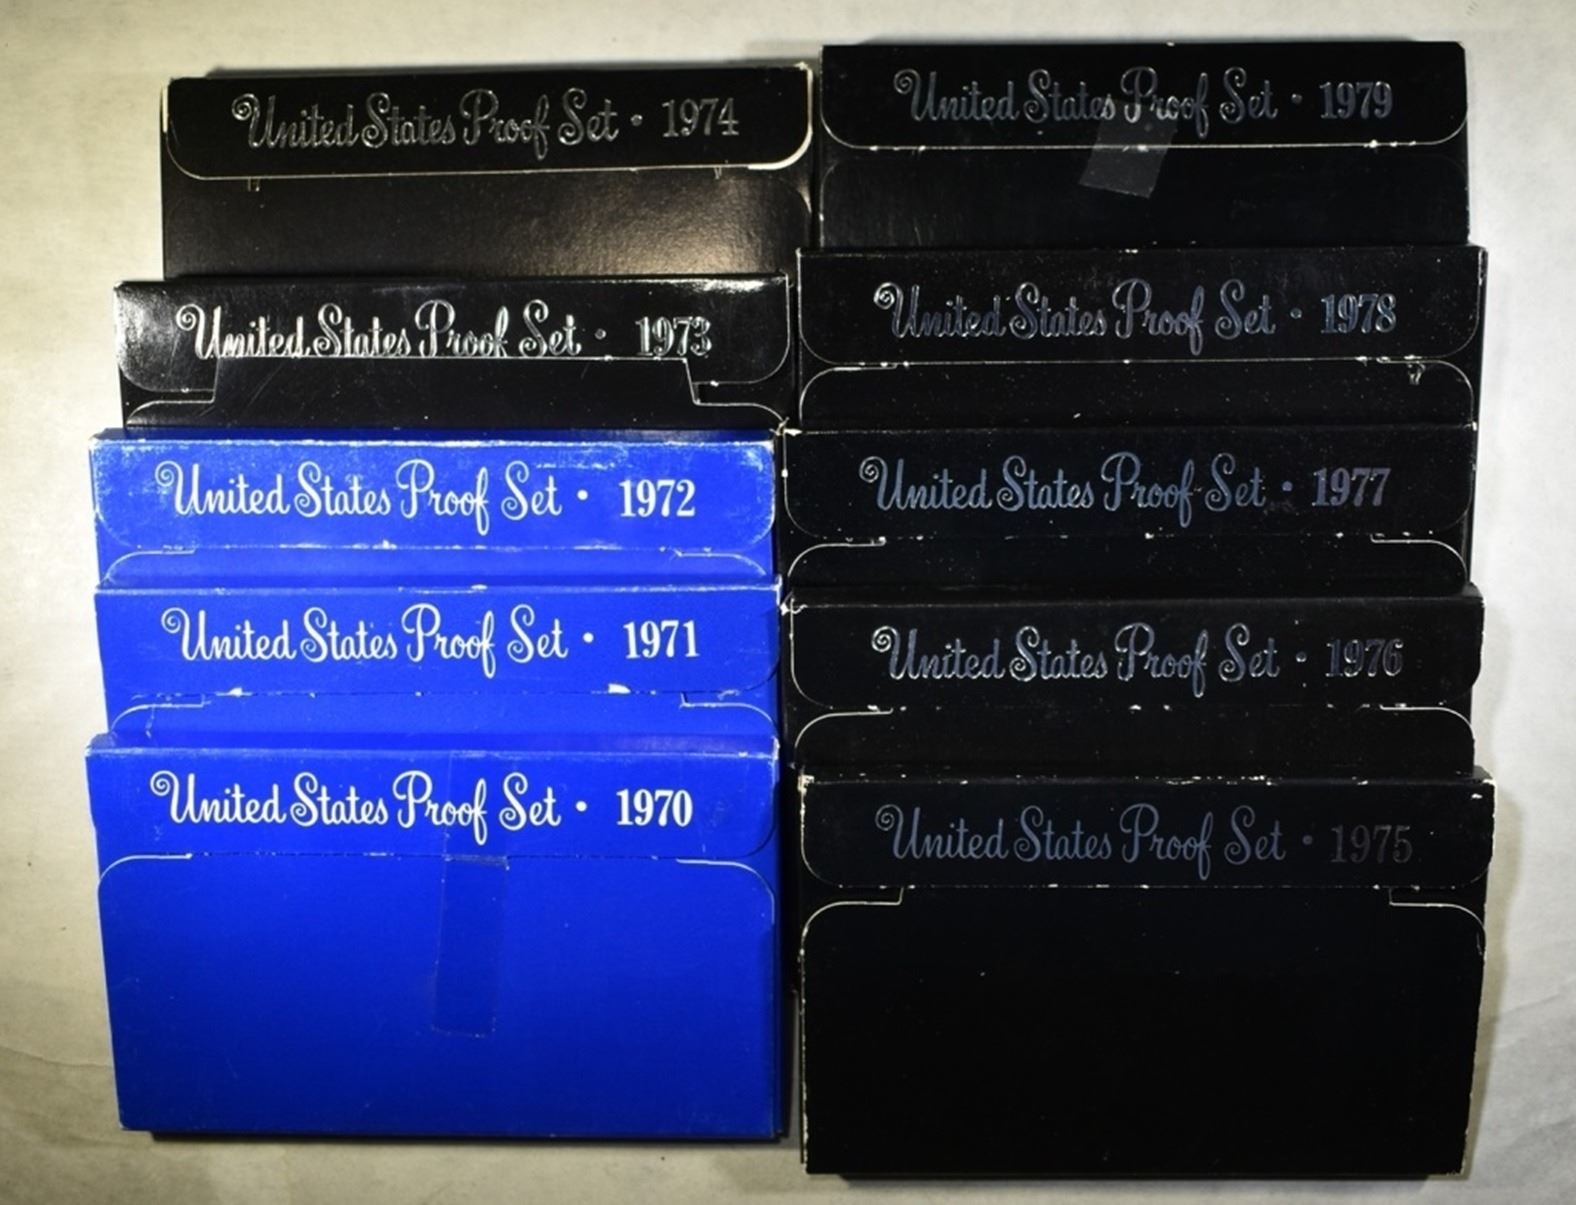 United States Proof Set • 1974
United States Proof Set • 1973
United States Proof Set • 1972
United States Proof Set • 1971
United States Proof Set • 1970
United States Proof Set • 1979
United States Proof Set • 1978
United States Proof Set • 1977
United States Proof Set • 1976
United States Proof Set • 1975